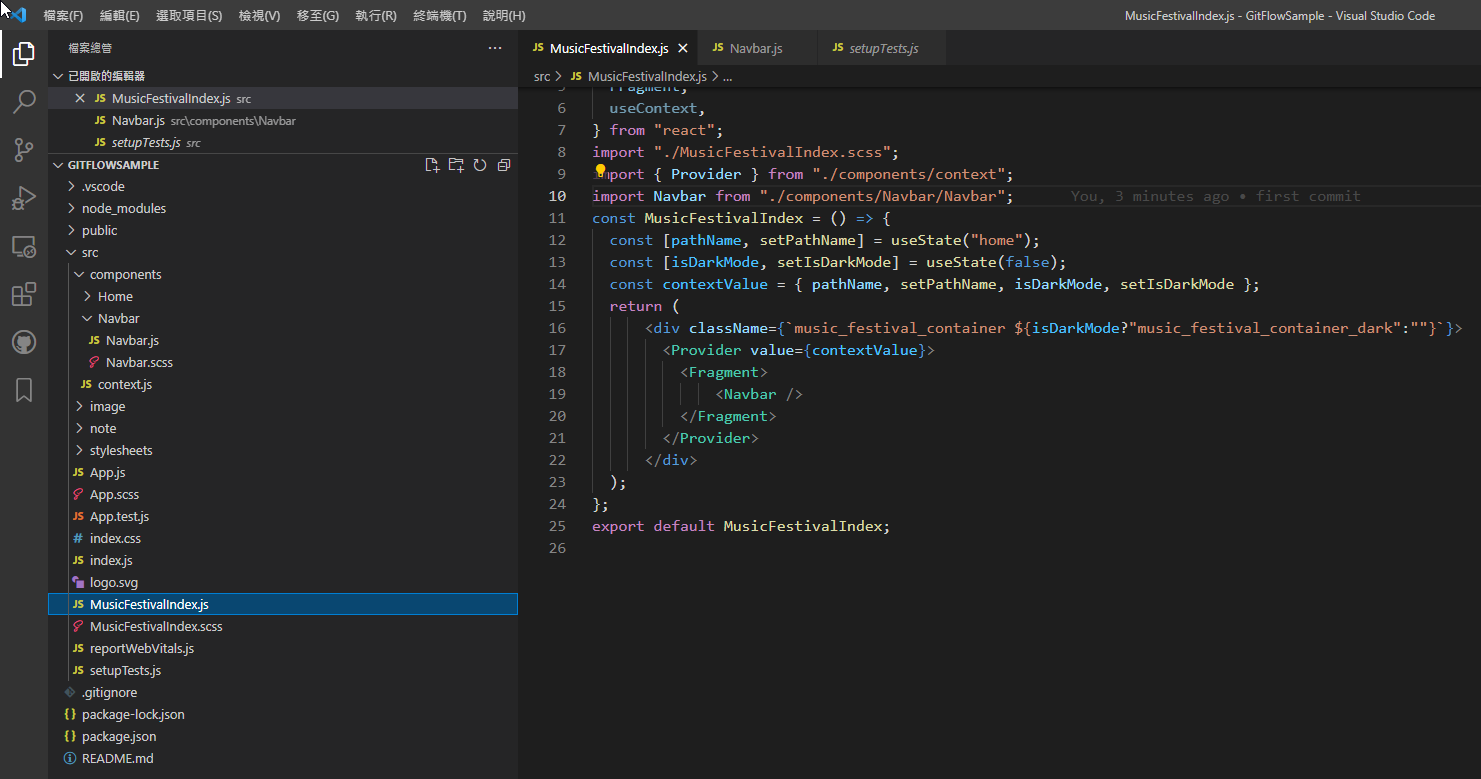 檔案(F) 編輯(E) 選取項目(S) 檢視(V) 移至(G) 執行(R) 終端機(T) 說明(H) MusicFestivalIndex.js - GitFlowSample - Visual Studio Code
檔案總管 ...
已開啟的編輯器
JS MusicFestivalIndex.js src
JS Navbar.js src\components\Navbar
JS setupTests.js src
GITFLOWSAMPLE
.vscode
node_modules
public
src
components
Home
Navbar
JS Navbar.js
Navbar.scss
JS context.js
image
note
stylesheets
JS App.js
App.scss
JS App.test.js
# index.css
JS index.js
logo.svg
JS MusicFestivalIndex.js
MusicFestivalIndex.scss
JS reportWebVitals.js
JS setupTests.js
.gitignore
{} package-lock.json
{} package.json
README.md
JS MusicFestivalIndex.js JS Navbar.js JS setupTests.js
src > JS MusicFestivalIndex.js > ...
5 Fragment,
6 useContext,
7 } from "react";
8 import "./MusicFestivalIndex.scss";
9 import { Provider } from "./components/context";
10 import Navbar from "./components/Navbar/Navbar"; You, 3 minutes ago • first commit
11 const MusicFestivalIndex = () => {
12 const [pathName, setPathName] = useState("home");
13 const [isDarkMode, setIsDarkMode] = useState(false);
14 const contextValue = { pathName, setPathName, isDarkMode, setIsDarkMode };
15 return (
16 <div className={`music_festival_container ${isDarkMode?"music_festival_container_dark":""}`}>
17 <Provider value={contextValue}>
18 <Fragment>
19 <Navbar />
20 </Fragment>
21 </Provider>
22 </div>
23 );
24 };
25 export default MusicFestivalIndex;
26